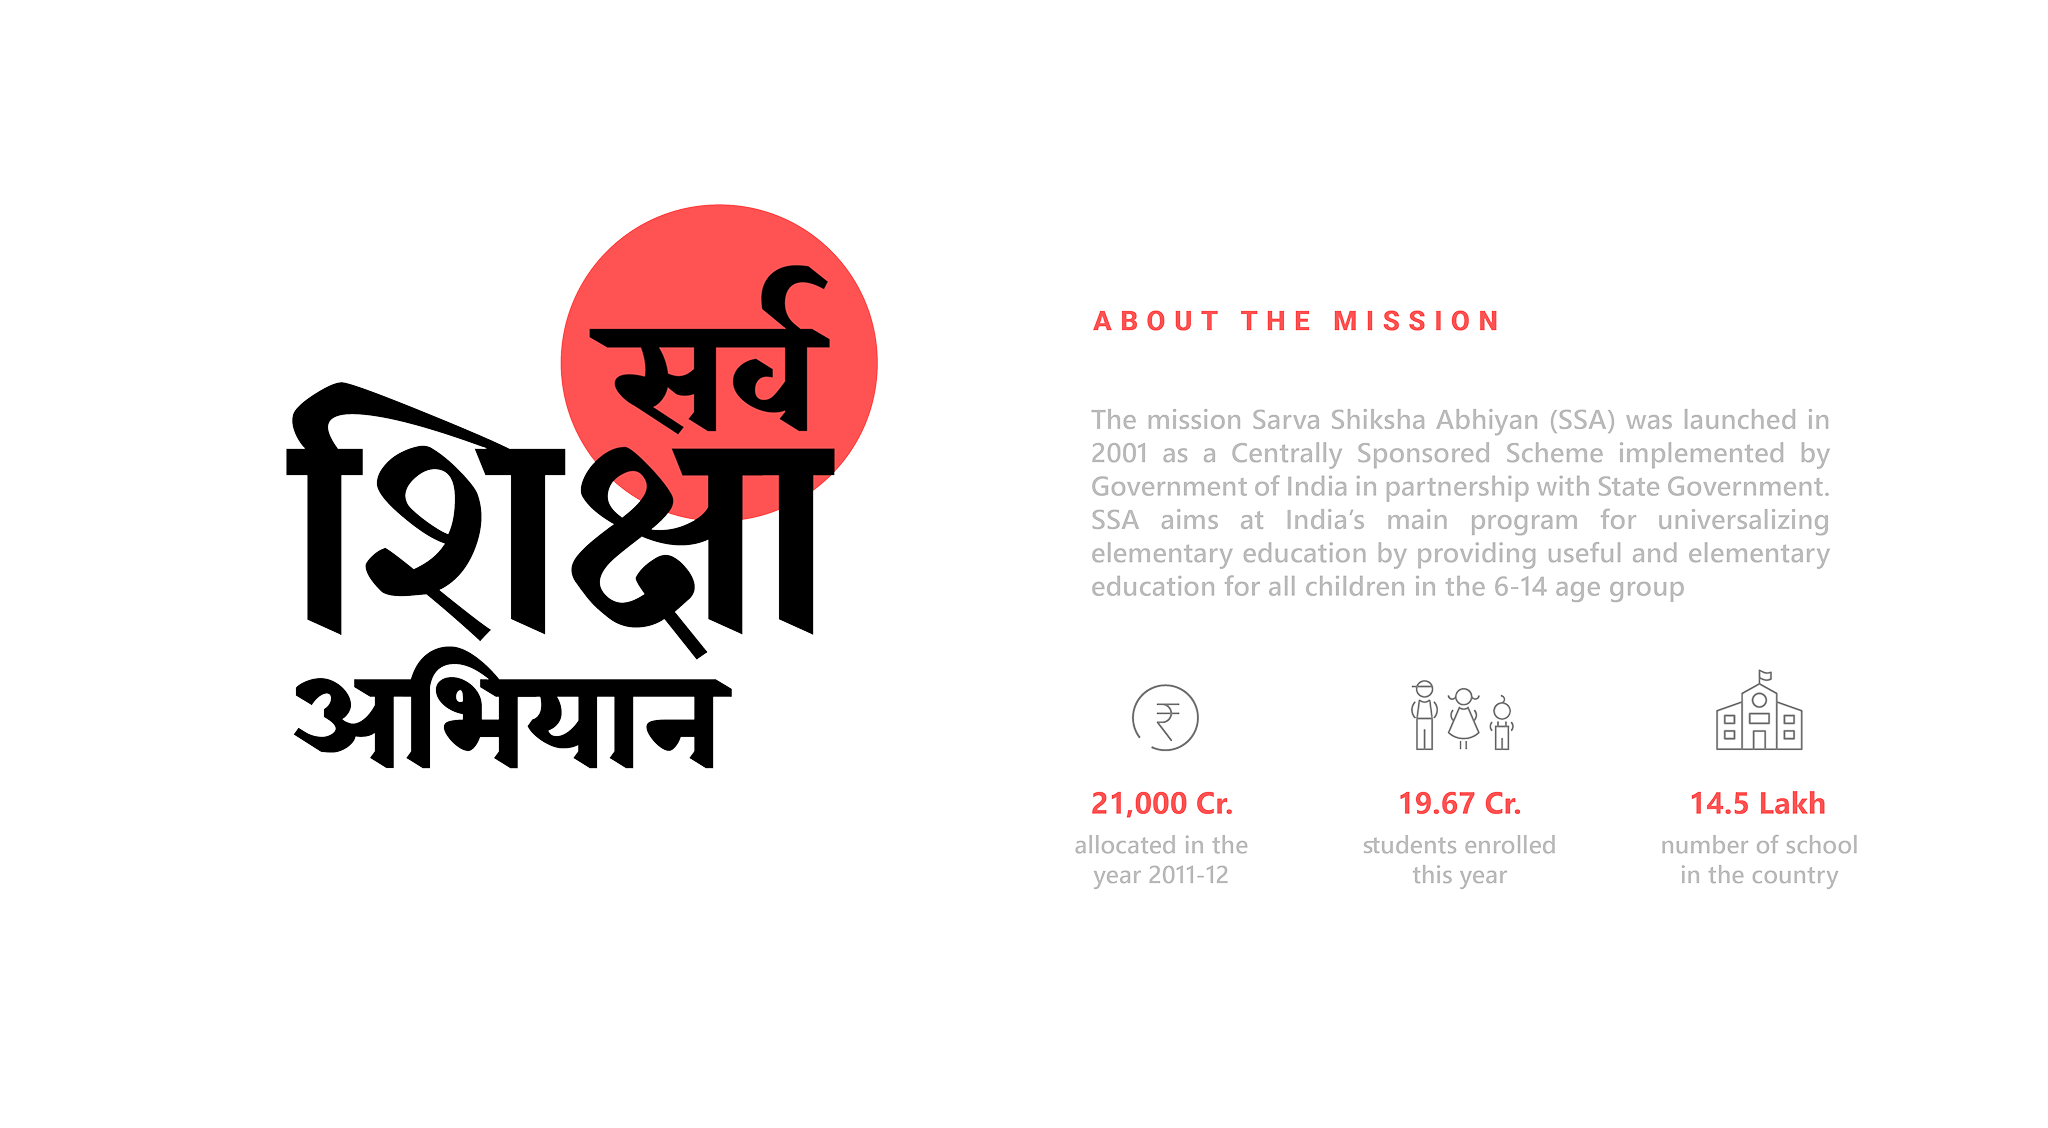 सर्व
शिक्षा
अभियान
ABOUT THE MISSION
The mission Sarva Shiksha Abhiyan (SSA) was launched in
2001 as a Centrally Sponsored Scheme implemented by
Government of India in partnership with State Government.
SSA aims at India's main program for universalizing
elementary education by providing useful and elementary
education for all children in the 6-14 age group
₹
21,000 Cr.
allocated in the
year 2011-12
19.67 Cr.
students enrolled
this year
14.5 Lakh
number of school
in the country